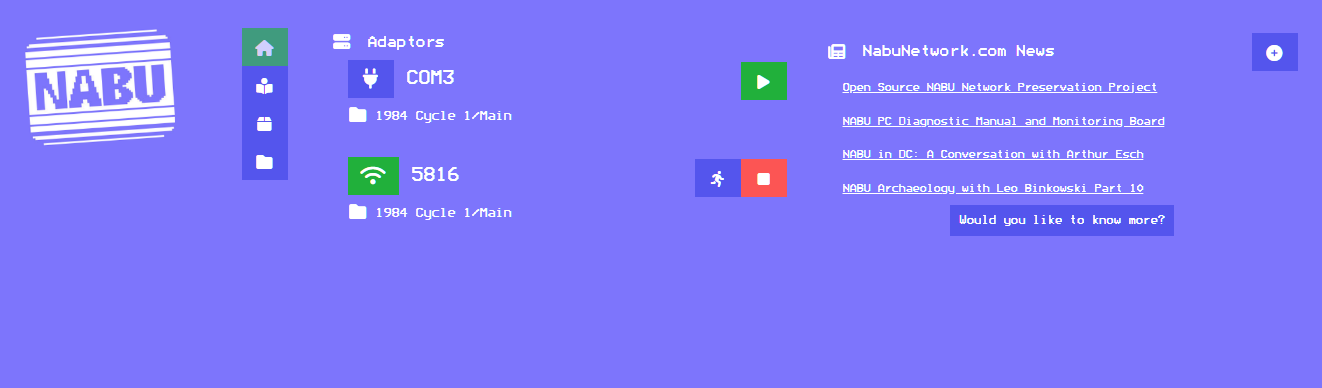 NABU
Adaptors
COM3
1984 Cycle 1/Main
5816
1984 Cycle 1/Main
NabuNetwork.com News
Open Source NABU Network Preservation Project
NABU PC Diagnostic Manual and Monitoring Board
NABU in DC: A Conversation with Arthur Esch
NABU Archaeology with Leo Binkowski Part 10
Would you like to know more?